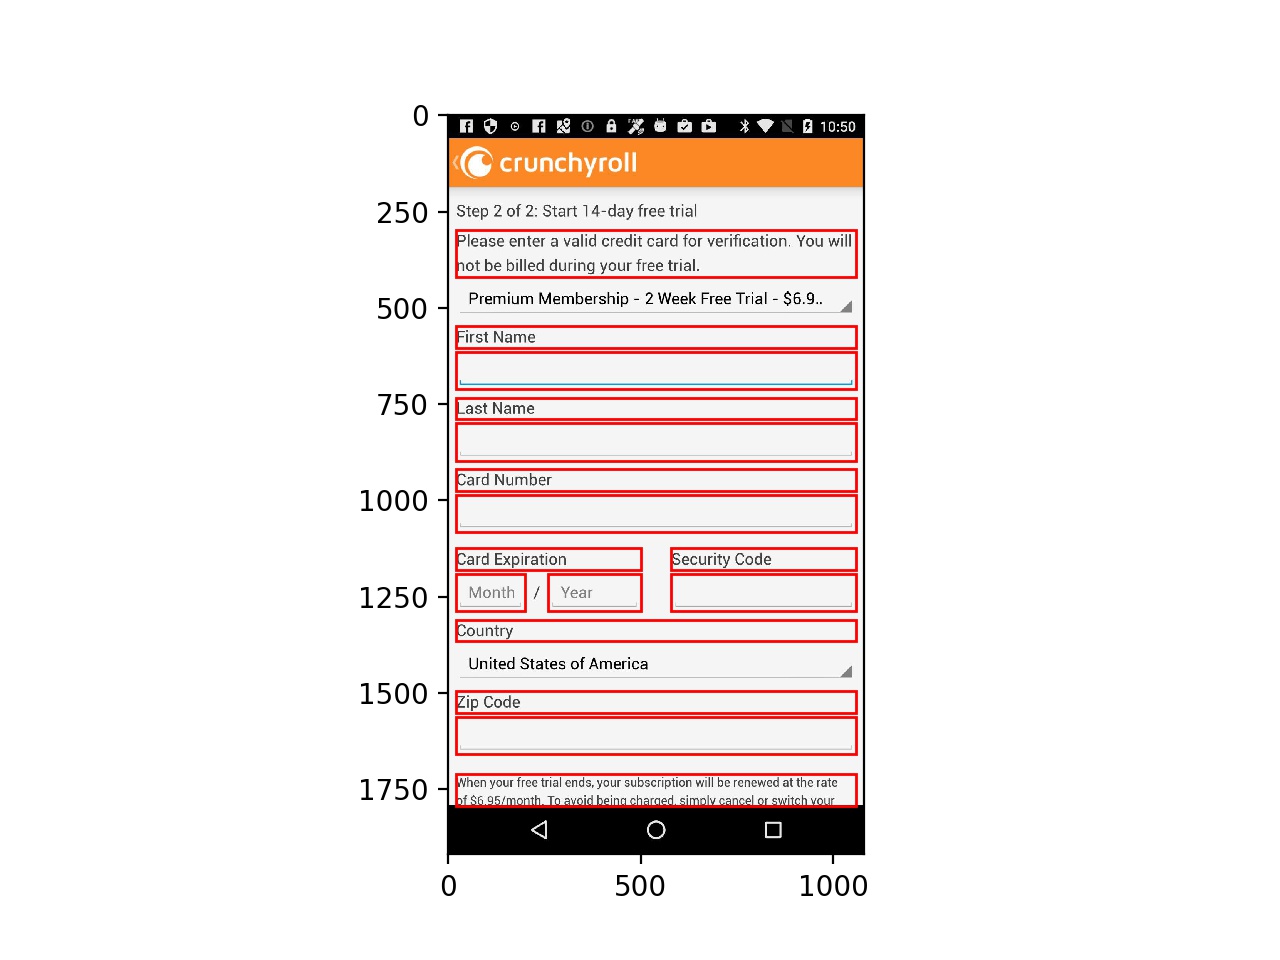 0
250
500
750
1000
1250
1500
1750
0 500 1000
10:50
crunchyroll
Step 2 of 2: Start 14-day free trial
Please enter a valid credit card for verification. You will
not be billed during your free trial.
Premium Membership - 2 Week Free Trial - $6.9..
First Name
Last Name
Card Number
Card Expiration Security Code
Month / Year
Country
United States of America
Zip Code
When your free trial ends, your subscription will be renewed at the rate
of $6.95/month. To avoid being charged, simply cancel or switch your